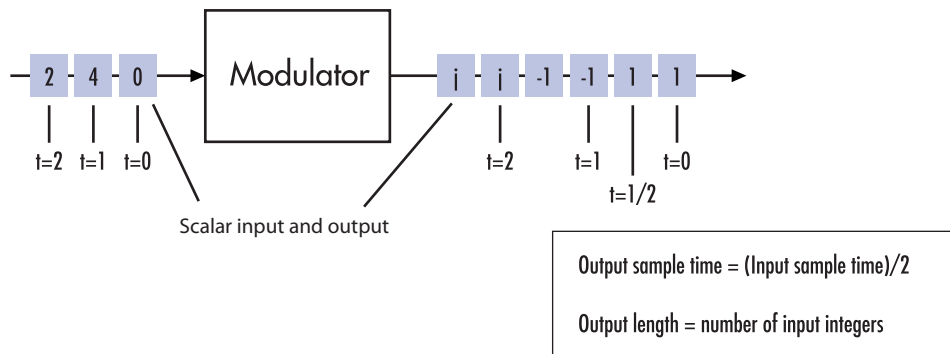 2 4 0 Modulator j j -1 -1 1 1
t=2 t=1 t=0 t=2 t=1 t=0
t=1/2
Scalar input and output
Output sample time = (Input sample time)/2
Output length = number of input integers